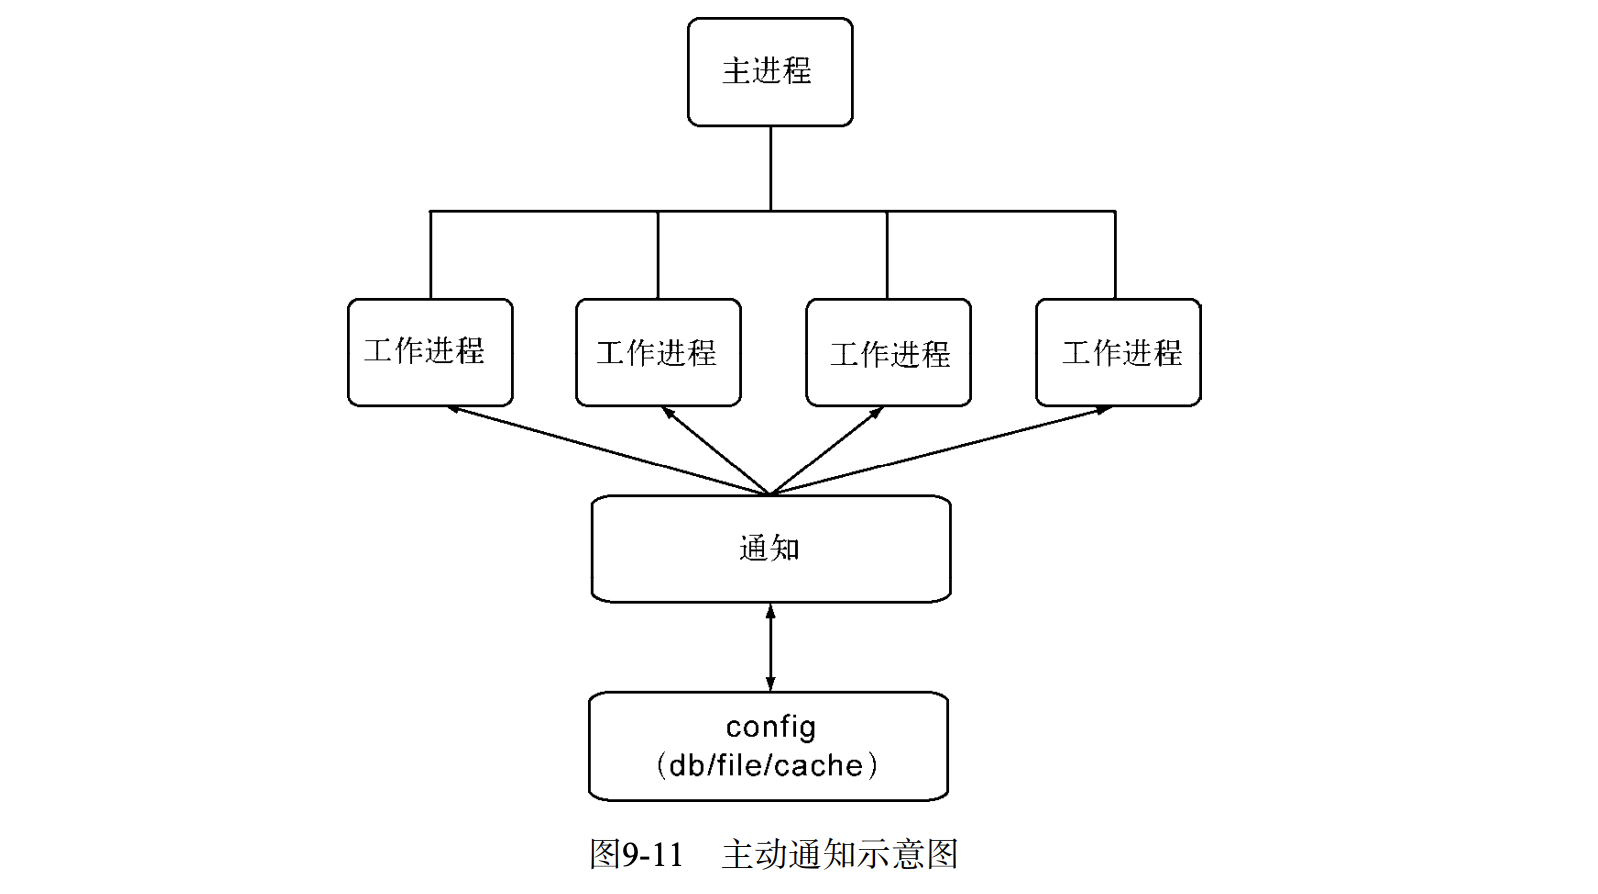 主进程
工作进程
工作进程
工作进程
工作进程
通知
config
（db/file/cache）
图9-11 主动通知示意图